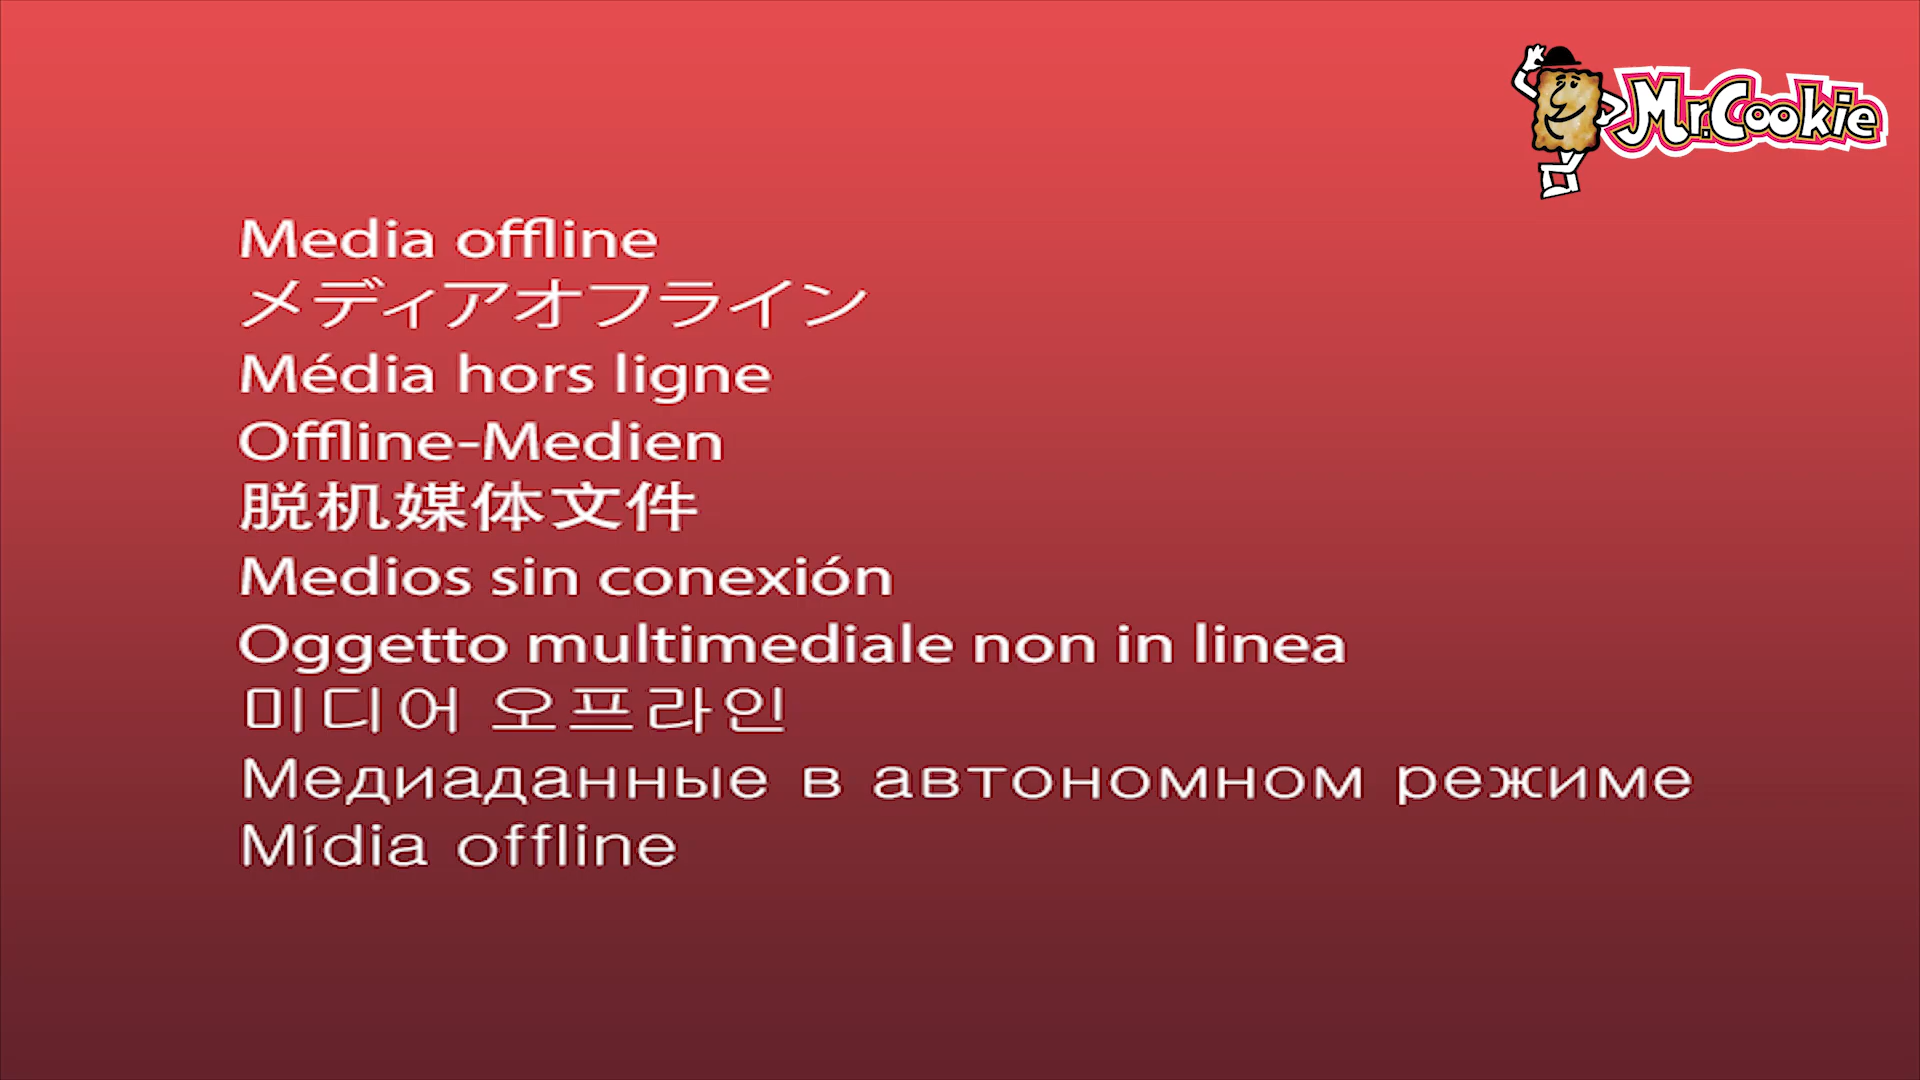 Mr.Cookie
Media offline
メディアオフライン
Média hors ligne
Offline-Medien
脱机媒体文件
Medios sin conexión
Oggetto multimediale non in linea
미디어 오프라인
Медиаданные в автономном режиме
Mídia offline